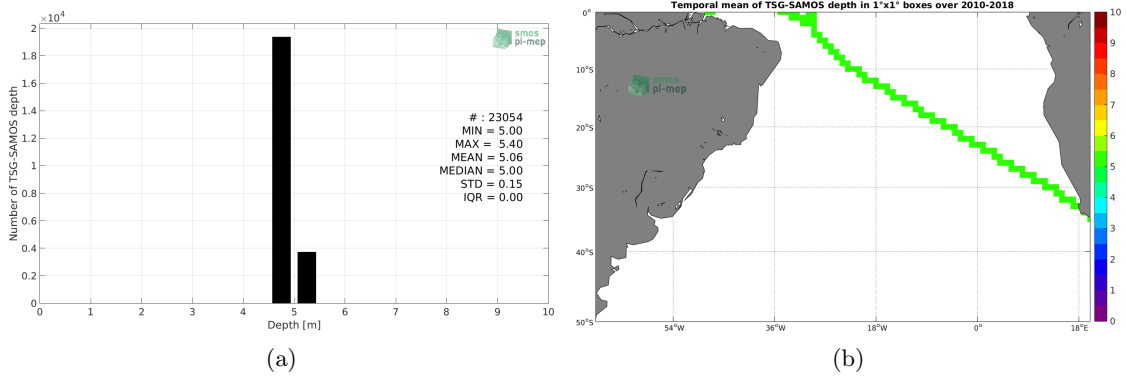 ×10⁴
2
1.8
1.6
1.4
1.2
1
0.8
0.6
0.4
0.2
0
Number of TSG-SAMOS depth
0 1 2 3 4 5 6 7 8 9 10
Depth [m]
smos
pi-mep
# : 23054
MIN = 5.00
MAX = 5.40
MEAN = 5.06
MEDIAN = 5.00
STD = 0.15
IQR = 0.00
(a)
Temporal mean of TSG-SAMOS depth in 1°x1° boxes over 2010-2018
0°
10°S
20°S
30°S
40°S
50°S
54°W 36°W 18°W 0° 18°E
smos
pi-mep
10
9
8
7
6
5
4
3
2
1
0
(b)